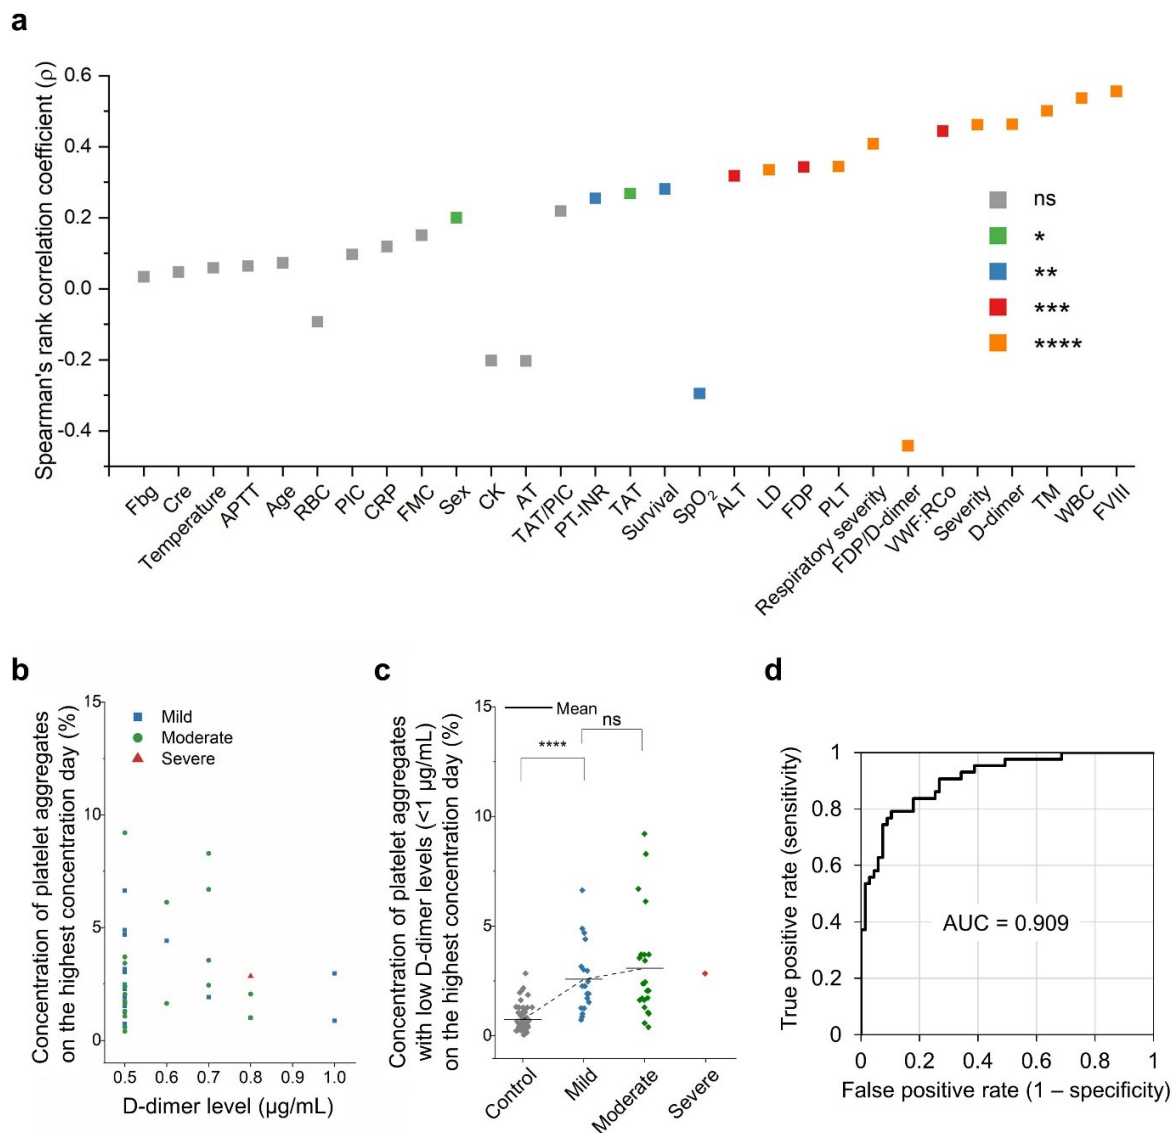 a
Spearman's rank correlation coefficient (ρ)
0.6
0.4
0.2
0.0
-0.2
-0.4
ns
*
**
***
****
Fbg
Cre
Temperature
APTT
Age
RBC
PIC
CRP
FMC
Sex
CK
AT
TAT/PIC
PT-INR
TAT
Survival
SpO₂
ALT
LD
FDP
PLT
Respiratory severity
FDP/D-dimer
VWF:RCo
Severity
D-dimer
TM
WBC
FVIII
b
Concentration of platelet aggregates
on the highest concentration day (%)
15
10
5
0
Mild
Moderate
Severe
0.5 0.6 0.7 0.8 0.9 1.0
D-dimer level (μg/mL)
c
Concentration of platelet aggregates
with low D-dimer levels (<1 μg/mL)
on the highest concentration day (%)
15
10
5
0
Mean
ns
****
Control
Mild
Moderate
Severe
d
True positive rate (sensitivity)
1
0.8
0.6
0.4
0.2
0
AUC = 0.909
0 0.2 0.4 0.6 0.8 1
False positive rate (1 – specificity)